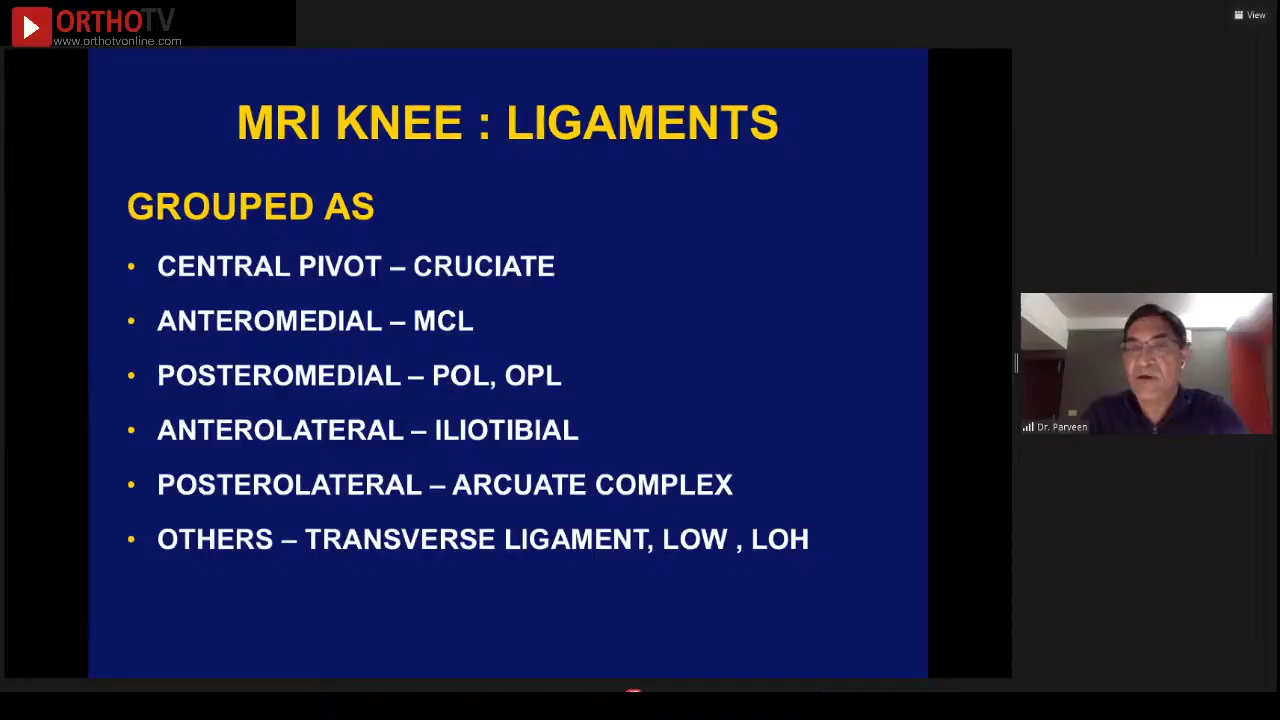 ORTHOTV
www.orthotvonline.com
View
MRI KNEE : LIGAMENTS
GROUPED AS
• CENTRAL PIVOT – CRUCIATE
• ANTEROMEDIAL – MCL
• POSTEROMEDIAL – POL, OPL
• ANTEROLATERAL – ILIOTIBIAL
• POSTEROLATERAL – ARCUATE COMPLEX
• OTHERS – TRANSVERSE LIGAMENT, LOW , LOH
Dr. Parveen